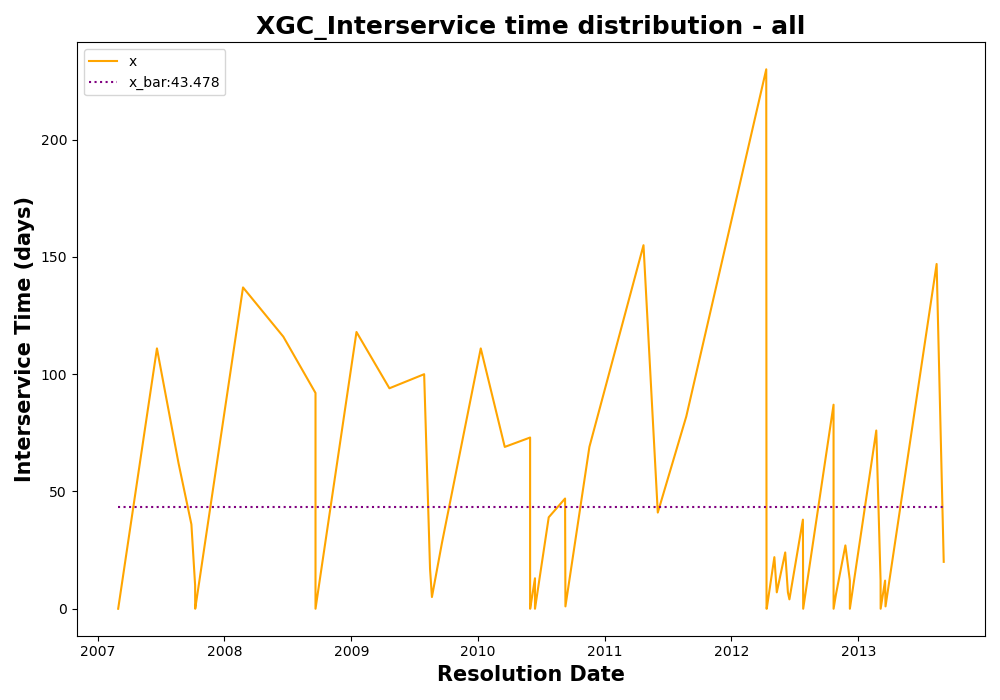 XGC_Interservice time distribution - all
x
x_bar:43.478
Interservice Time (days)
200
150
100
50
0
2007 2008 2009 2010 2011 2012 2013
Resolution Date